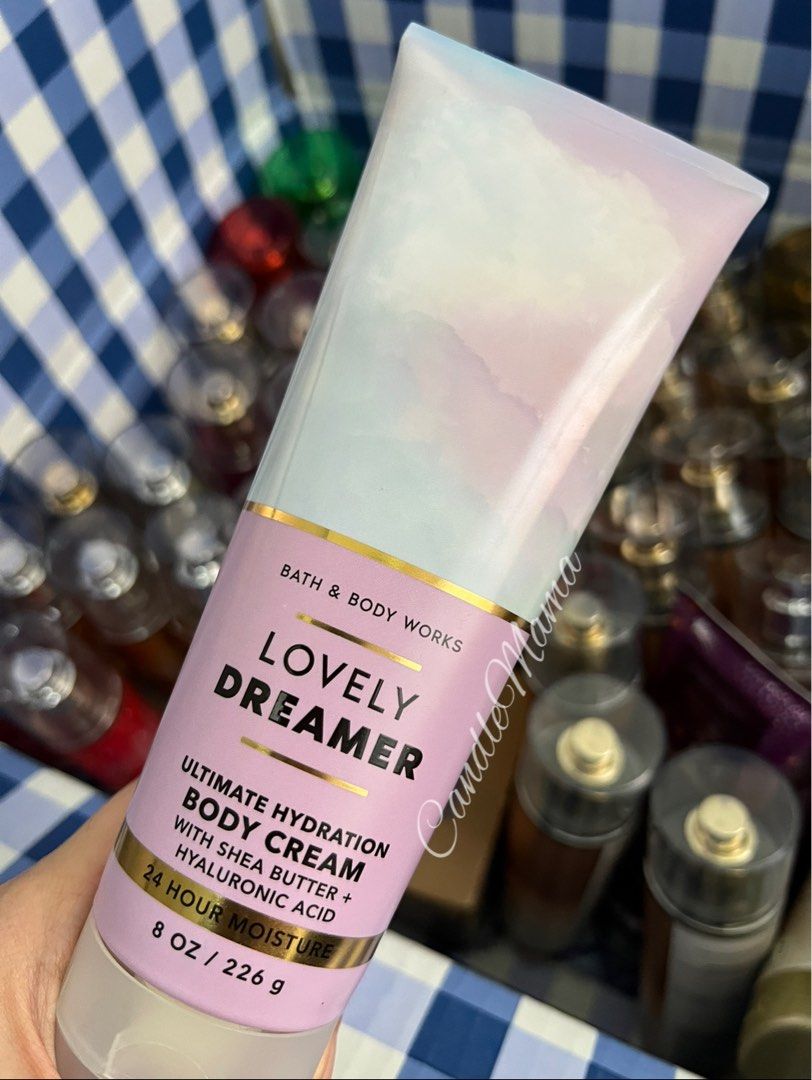 BATH & BODY WORKS
LOVELY
DREAMER
ULTIMATE HYDRATION
BODY CREAM
WITH SHEA BUTTER +
HYALURONIC ACID
24 HOUR MOISTURE
8 OZ / 226 g
CandleMama